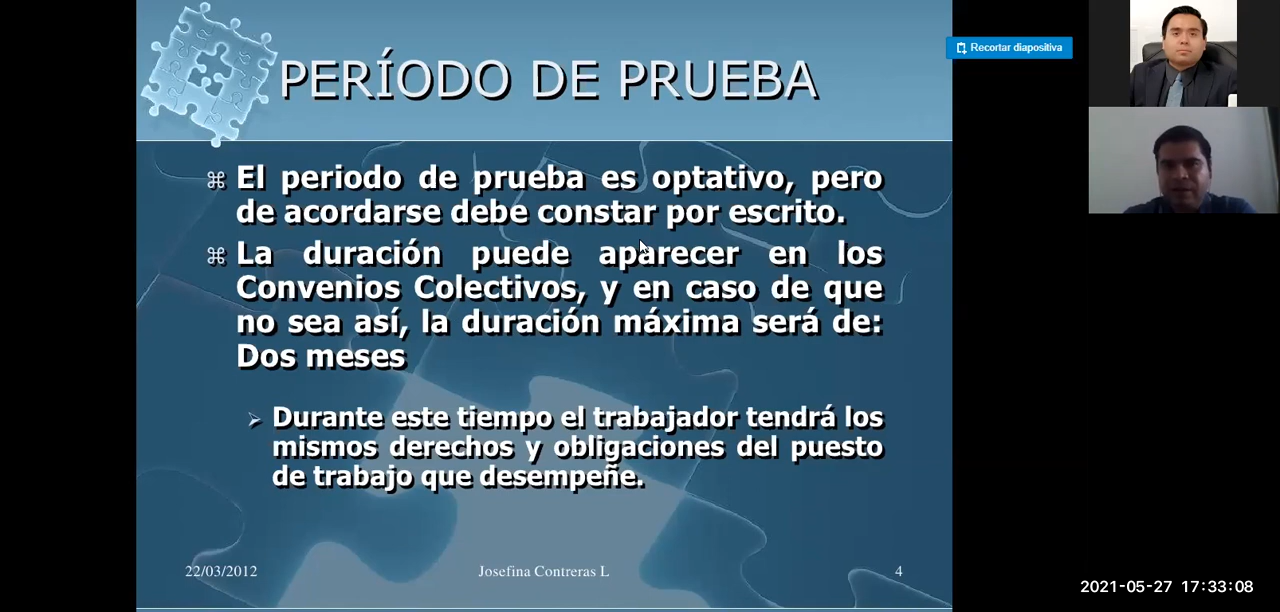 Recortar diapositiva
PERÍODO DE PRUEBA
El periodo de prueba es optativo, pero
de acordarse debe constar por escrito.
La duración puede aparecer en los
Convenios Colectivos, y en caso de que
no sea así, la duración máxima será de:
Dos meses
Durante este tiempo el trabajador tendrá los
mismos derechos y obligaciones del puesto
de trabajo que desempeñe.
22/03/2012
Josefina Contreras L
4
2021-05-27 17:33:08